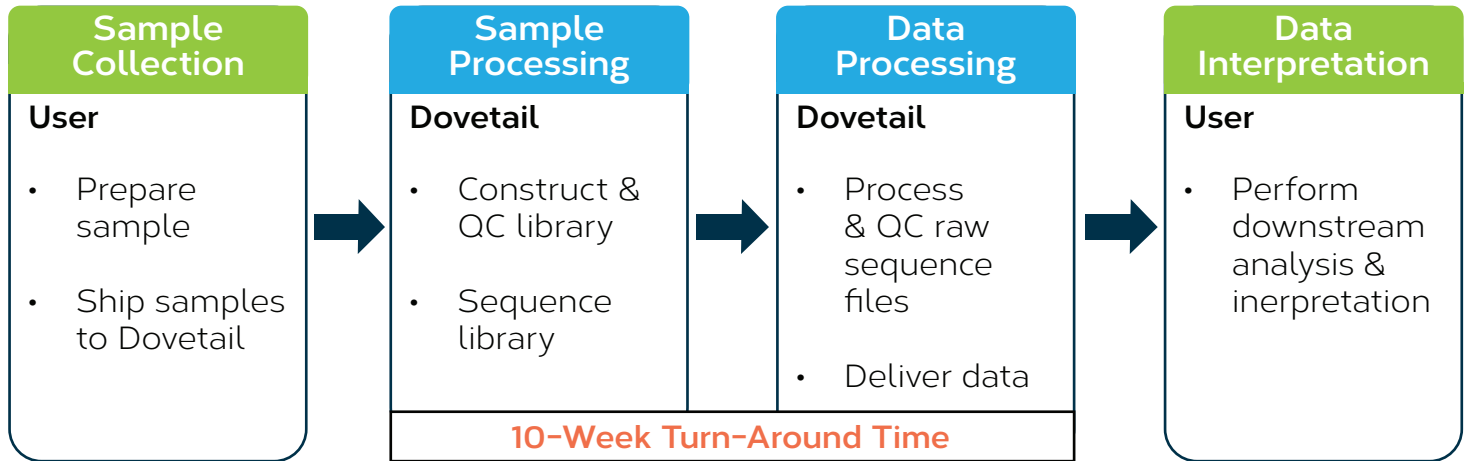 Sample
Collection
User
• Prepare
sample
• Ship samples
to Dovetail
Sample
Processing
Dovetail
• Construct &
QC library
• Sequence
library
Data
Processing
Dovetail
• Process
& QC raw
sequence
files
• Deliver data
10-Week Turn-Around Time
Data
Interpretation
User
• Perform
downstream
analysis &
inerpretation